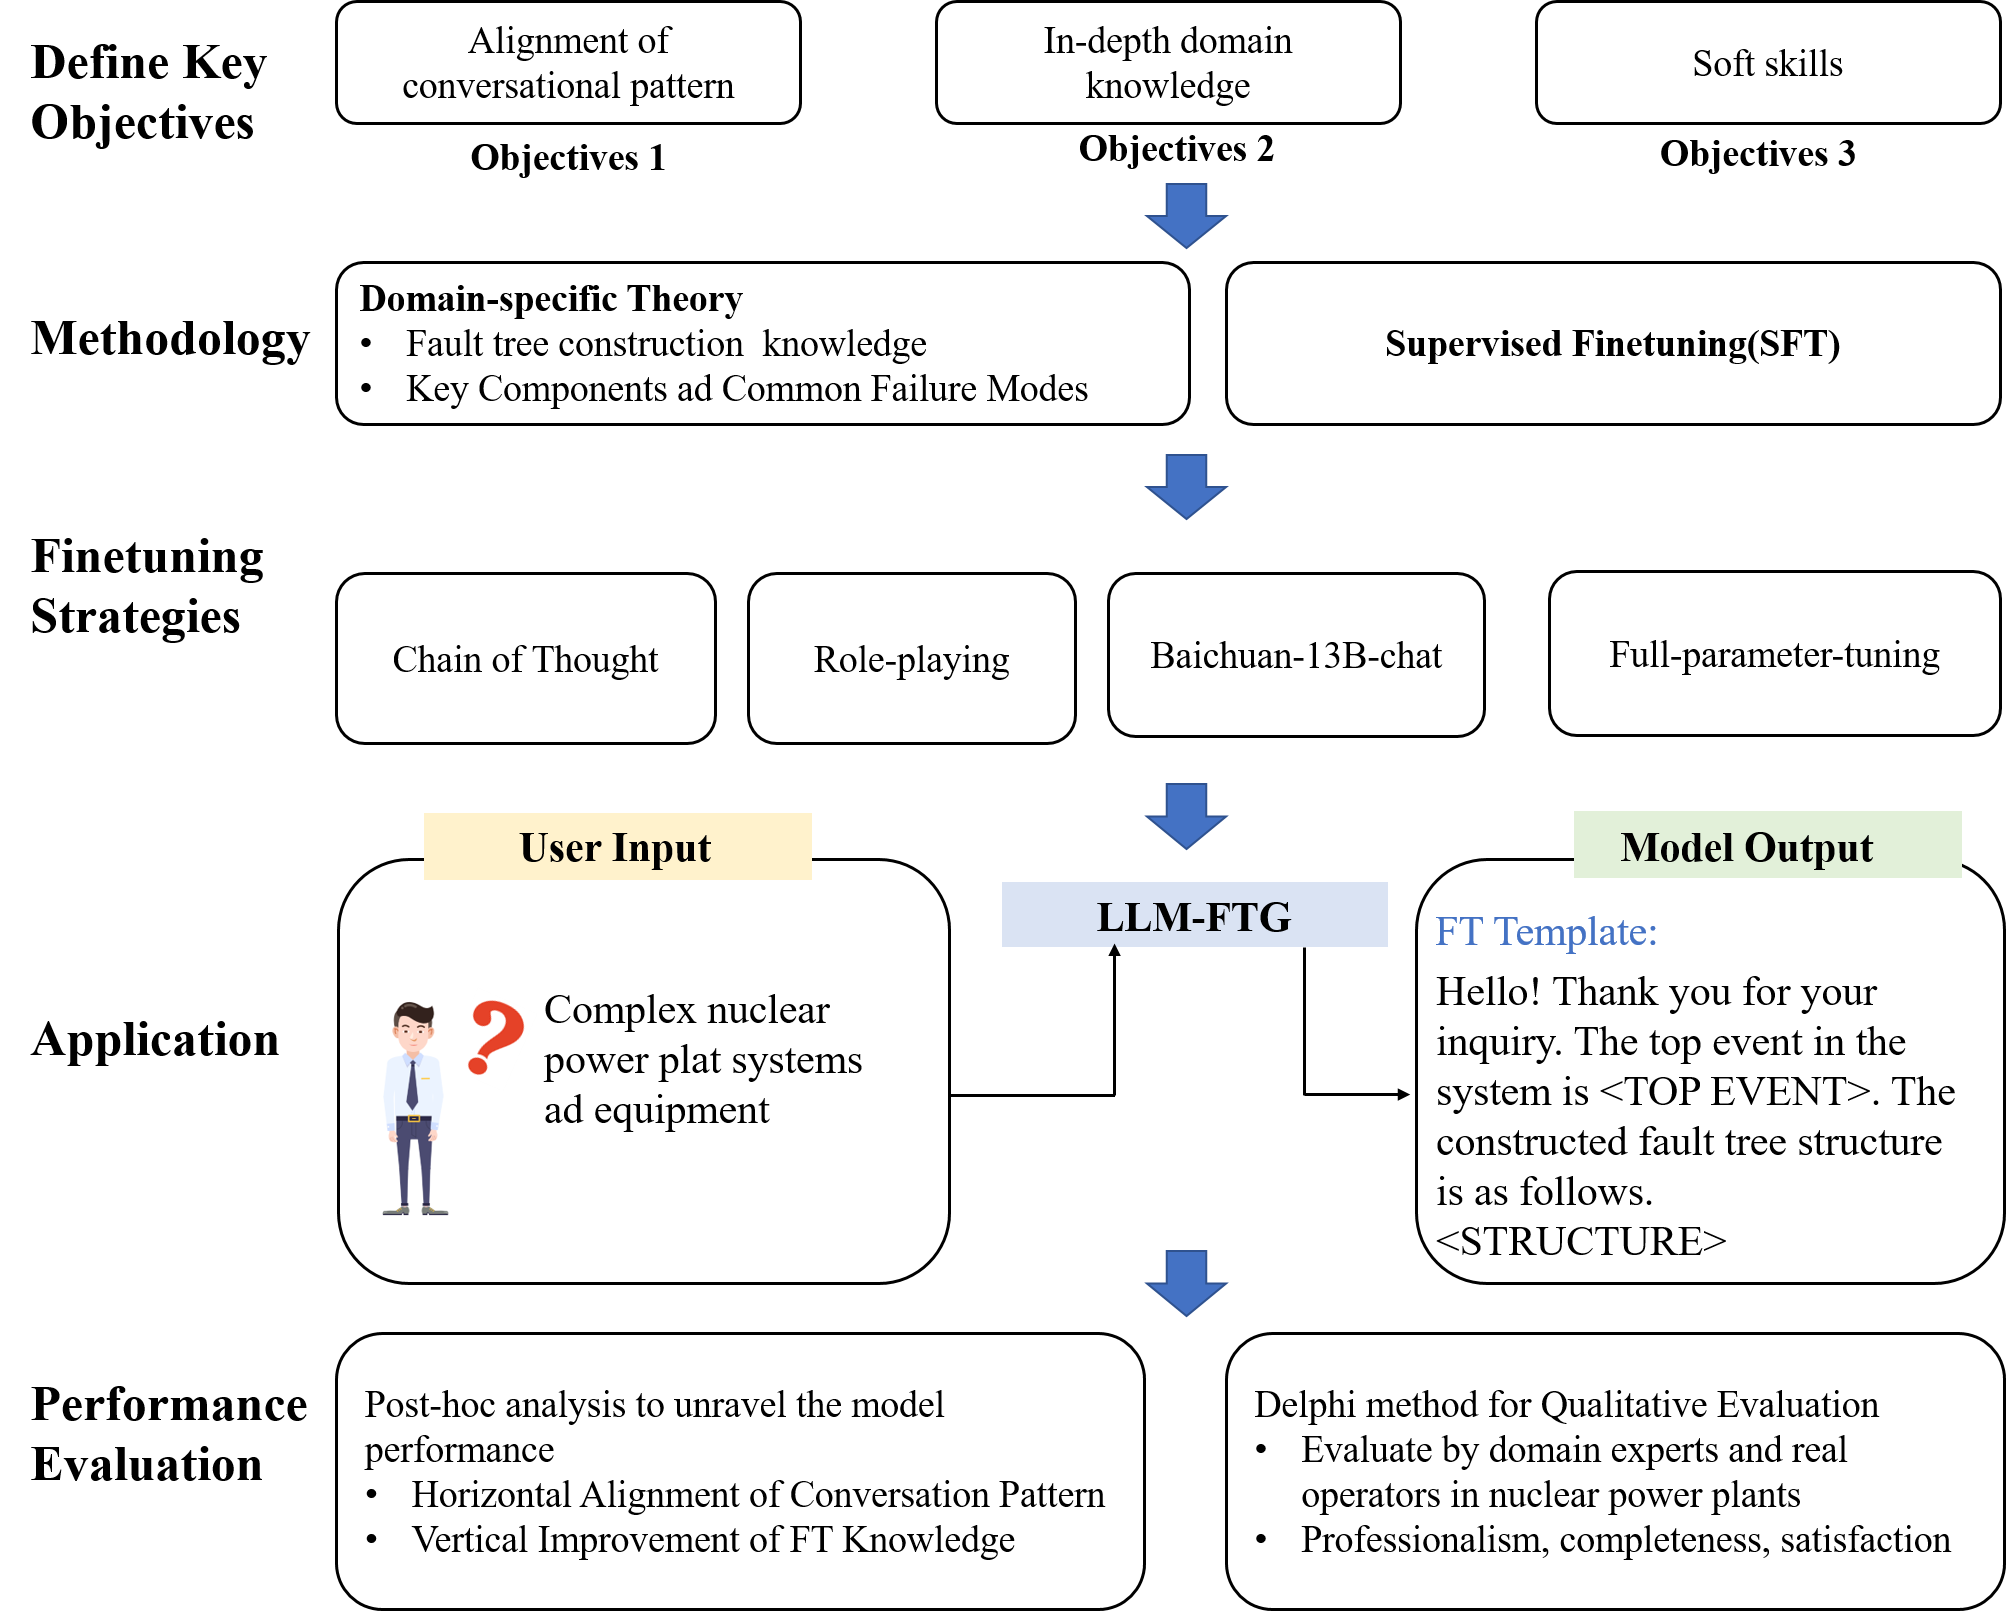 Define Key
Objectives
Alignment of
conversational pattern
Objectives 1
In-depth domain
knowledge
Objectives 2
Soft skills
Objectives 3
Methodology
Domain-specific Theory
• Fault tree construction  knowledge
• Key Components ad Common Failure Modes
Supervised Finetuning(SFT)
Finetuning
Strategies
Chain of Thought
Role-playing
Baichuan-13B-chat
Full-parameter-tuning
Application
User Input
Complex nuclear
power plat systems
ad equipment
LLM-FTG
Model Output
FT Template:
Hello! Thank you for your
inquiry. The top event in the
system is <TOP EVENT>. The
constructed fault tree structure
is as follows.
<STRUCTURE>
Performance
Evaluation
Post-hoc analysis to unravel the model
performance
• Horizontal Alignment of Conversation Pattern
• Vertical Improvement of FT Knowledge
Delphi method for Qualitative Evaluation
• Evaluate by domain experts and real
operators in nuclear power plants
• Professionalism, completeness, satisfaction